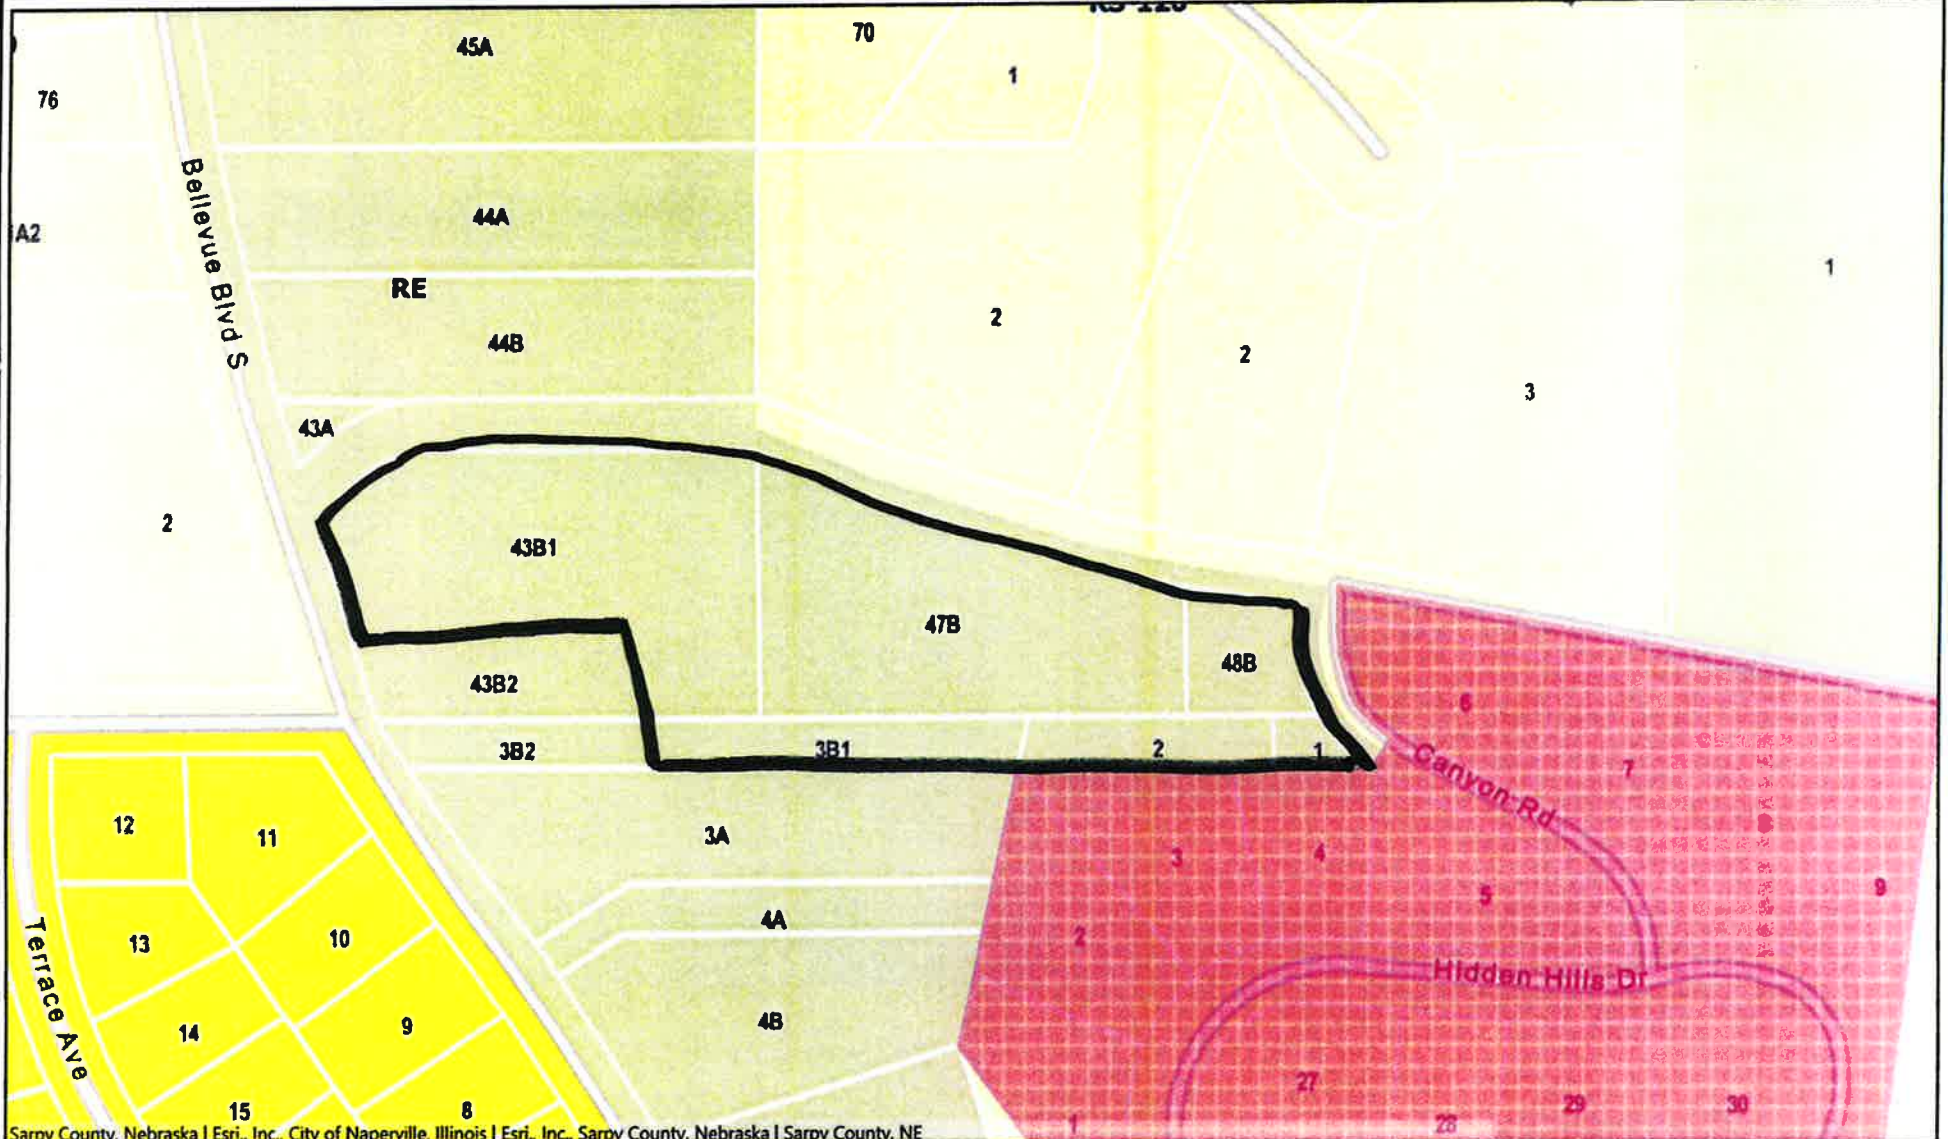 45A
70
1
76
44A
A2
Bellevue Blvd S
1
RE
2
44B
2
3
43A
2
43B1
47B
48B
43B2
6
3B2
3B1
2
1
Canyon Rd
7
12
11
3A
3
4
9
5
4A
2
13
10
Terrace Ave
Hidden Hills Dr
4B
14
9
27
29
30
15
8
1
28
Sarpy County, Nebraska | Esri., Inc., City of Naperville, Illinois | Esri., Inc., Sarpy County, Nebraska | Sarpy County, NE